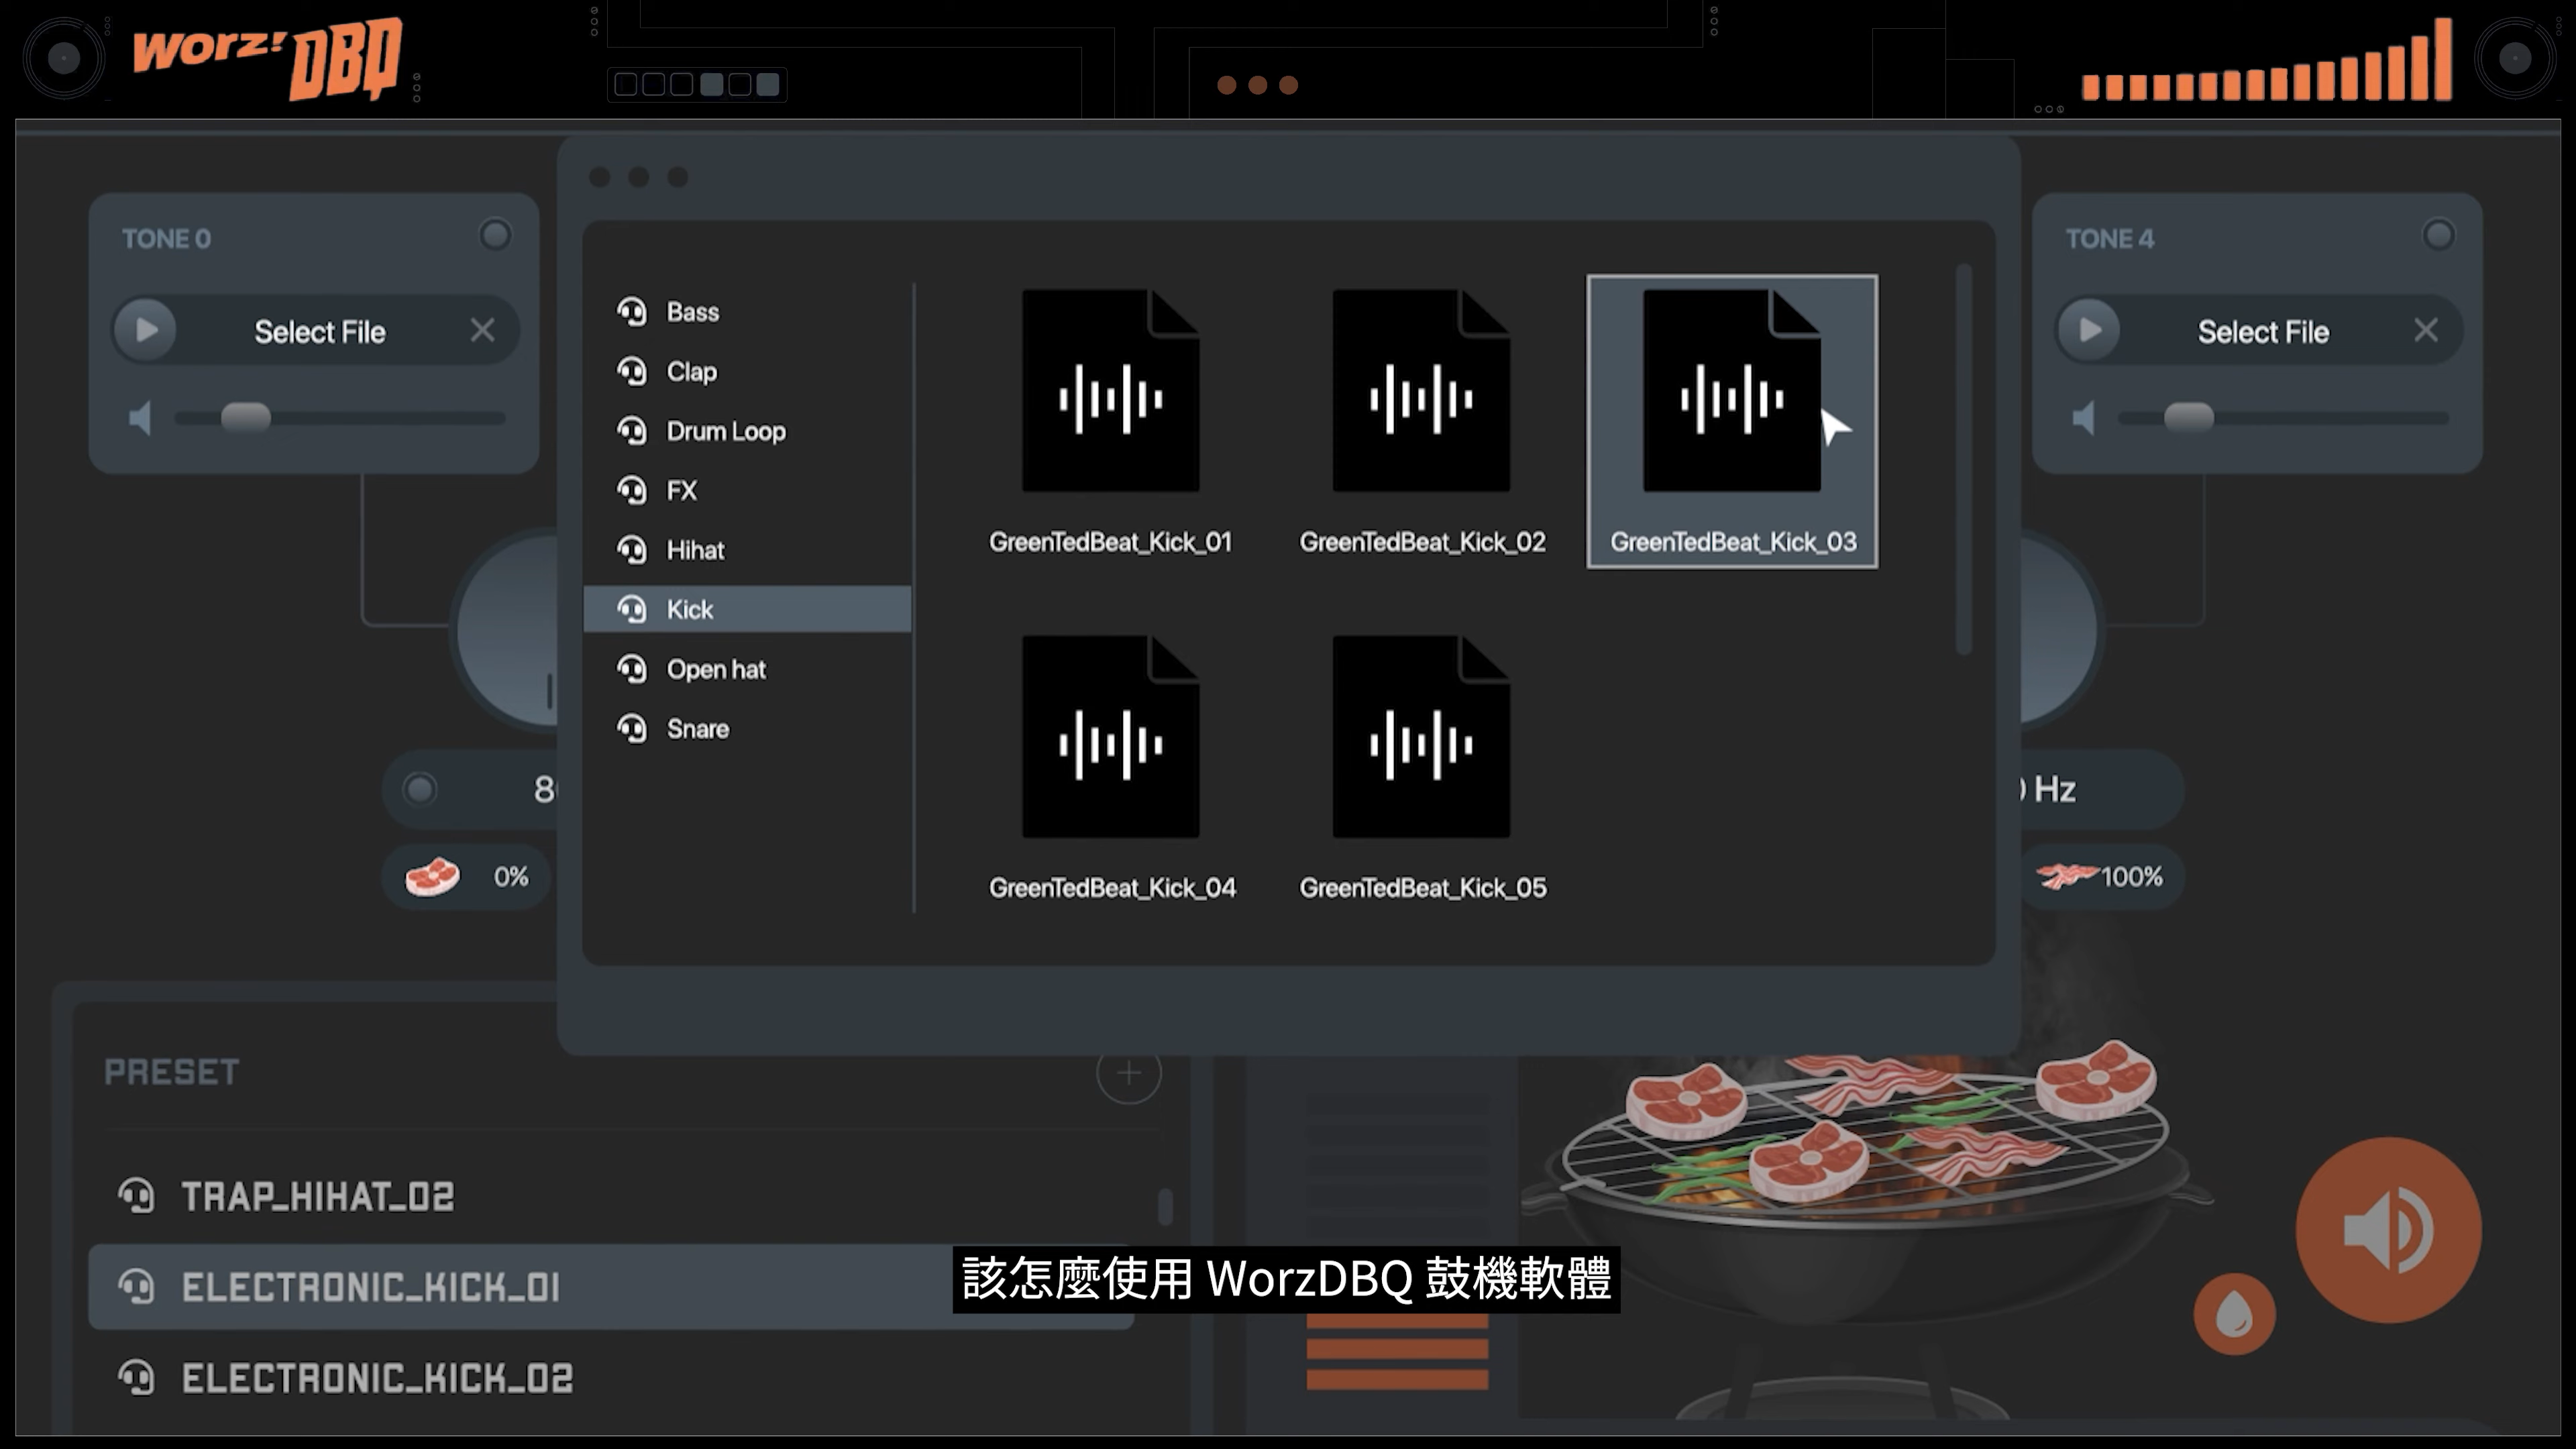 Worz! DBQ
TONE 0
Select File
TONE 4
Select File
Bass
Clap
Drum Loop
FX
Hihat
Kick
Open hat
Snare
GreenTedBeat_Kick_01
GreenTedBeat_Kick_02
GreenTedBeat_Kick_03
GreenTedBeat_Kick_04
GreenTedBeat_Kick_05
Hz
0%
100%
PRESET
TRAP_HIHAT_02
ELECTRONIC_KICK_01
ELECTRONIC_KICK_02
該怎麼使用 WorzDBQ 鼓機軟體